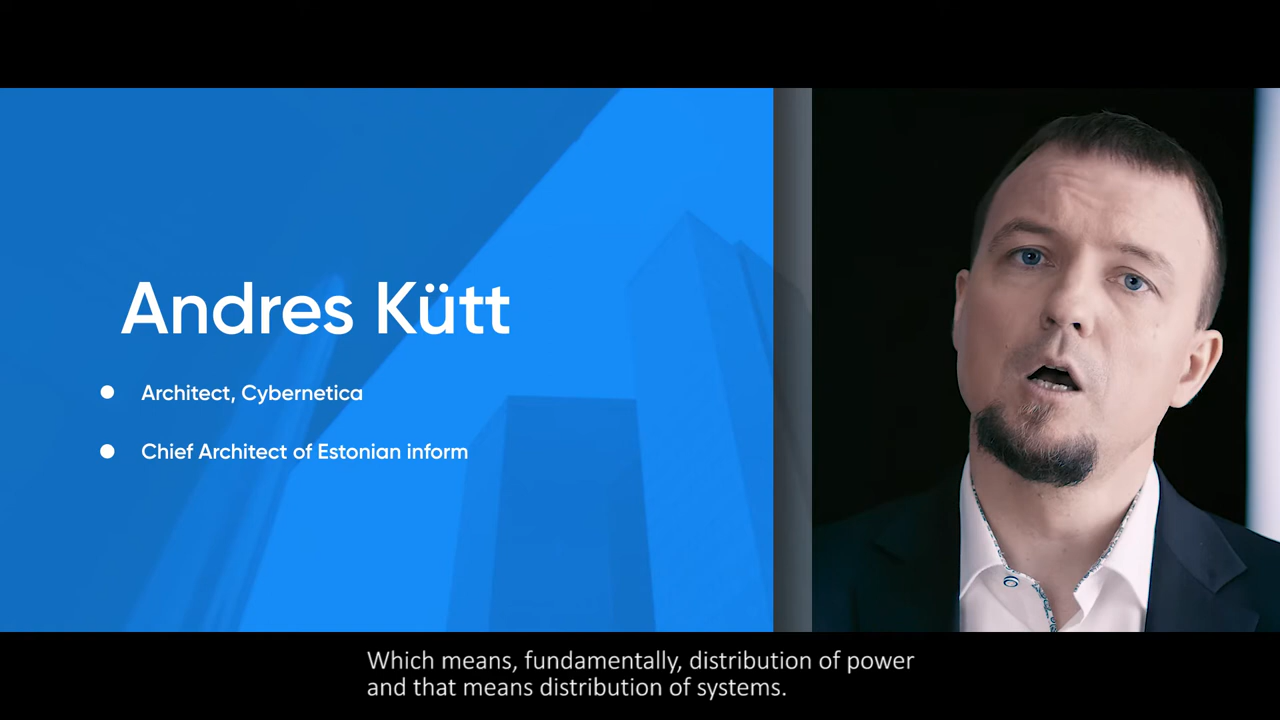 Andres Kütt
Architect, Cybernetica
Chief Architect of Estonian inform
Which means, fundamentally, distribution of power
and that means distribution of systems.